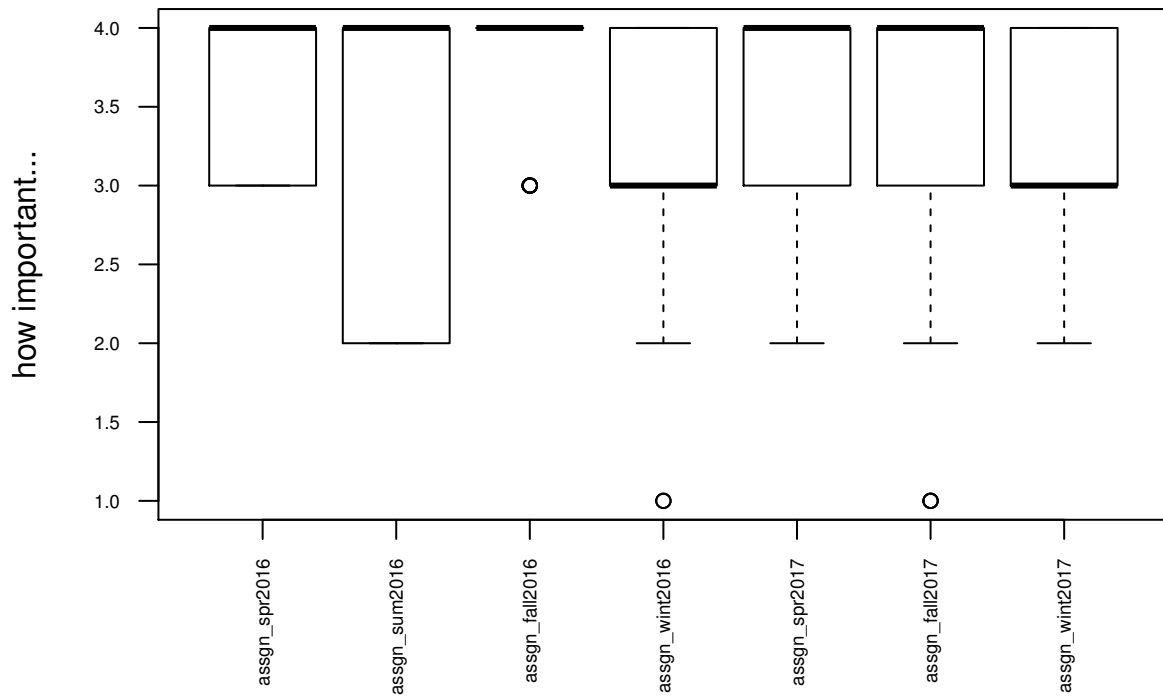 how important...
4.0
3.5
3.0
2.5
2.0
1.5
1.0
assgn_spr2016
assgn_sum2016
assgn_fall2016
assgn_wint2016
assgn_spr2017
assgn_fall2017
assgn_wint2017